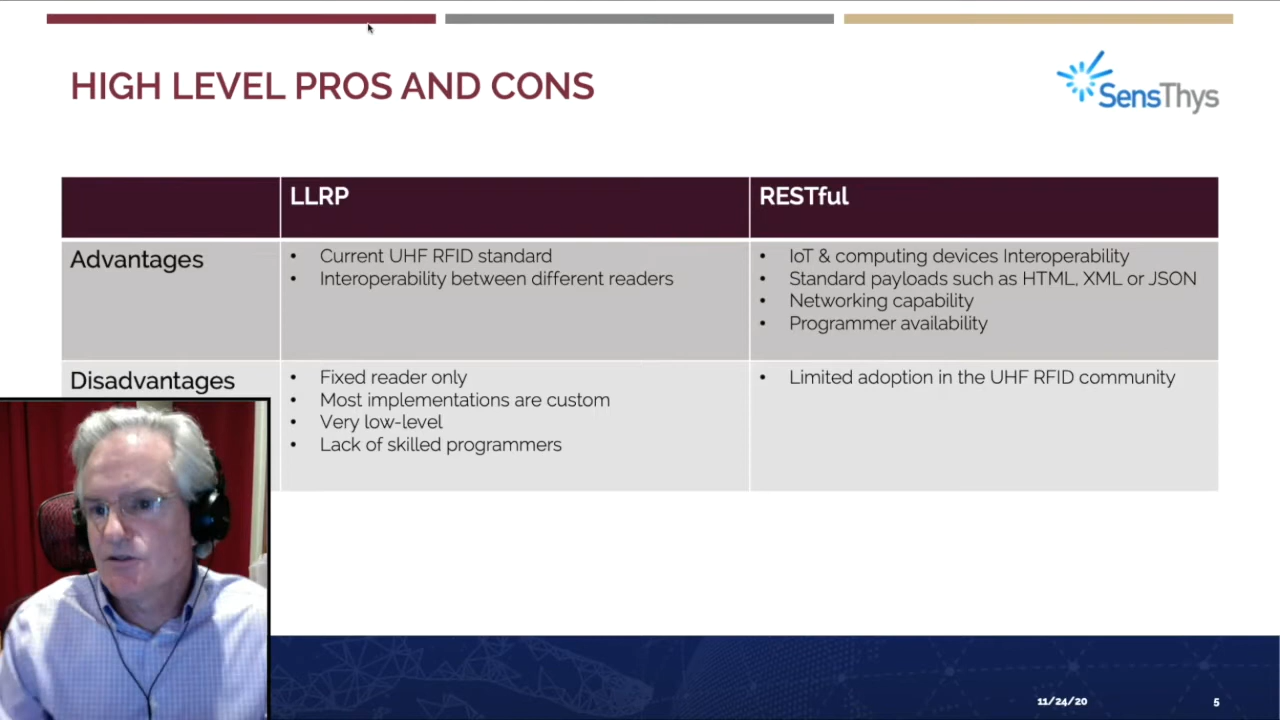 HIGH LEVEL PROS AND CONS
SensThys
LLRP
RESTful
Advantages
• Current UHF RFID standard
• Interoperability between different readers
• IoT & computing devices Interoperability
• Standard payloads such as HTML, XML or JSON
• Networking capability
• Programmer availability
Disadvantages
• Fixed reader only
• Most implementations are custom
• Very low-level
• Lack of skilled programmers
• Limited adoption in the UHF RFID community
11/24/20
5